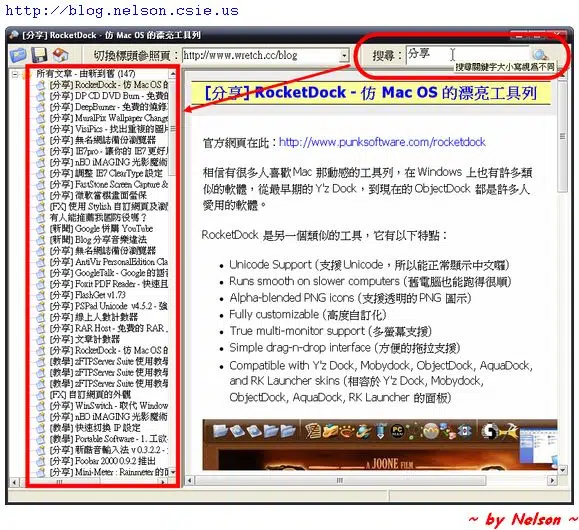 http://blog.nelson.csie.us
[分享] RocketDock - 仿 Mac OS 的漂亮工具列
切換標頭參照頁：
http://www.wretch.cc/blog
搜尋：
分享
搜尋關鍵字大小寫視為不同
所有文章 - 由新到舊 (147)
[分享] RocketDock - 仿 Mac OS
[分享] DP CD DVD Burn - 免費
[分享] DeepBurner - 免費的燒錄
[分享] MuralPix Wallpaper Change
[分享] VisiPics - 找出重複的圖
[分享] 無名網誌備份瀏覽器
[分享] IE7pro - 讓你的 IE7 更好
[分享] nEO iMAGING 光影魔術
[分享] 調整 IE7 ClearType 設定
[分享] FastStone Screen Capture &
[分享] 微軟當機畫面螢保
[FX] 使用 Stylish 自訂網頁及瀏
有人能推薦我國防役嗎？
[新聞] Google 併購 YouTube
[新聞] Blog 分享音樂違法
[分享] 無名網誌備份瀏覽器
[分享] AntiVir PersonalEdition Cla
[分享] GoogleTalk - Google 的語
[分享] Foxit PDF Reader - 快速且
[分享] FlashGet v1.73
[分享] PSPad Unicode v4.5.2 - 強
[分享] 線上人數計數器
[分享] RAR Host - 免費的 RAR
[分享] 文章計數器
[分享] RocketDock - 仿 Mac OS 的
[教學] zFTPServer Suite 使用教學
[教學] zFTPServer Suite 使用教學
[教學] zFTPServer Suite 使用教學
[FX] 自訂網頁的外觀
[分享] WinSwitch - 取代 Window
[分享] nEO iMAGING 光影魔術
[教學] 快速切換 IP 設定
[教學] Portable Software - 1. 工欲
[分享] 新酷音輸入法 v 0.3.2.2 -
[分享] Foobar 2000 0.9.2 推出
[分享] Mini-Meter : Rainmeter 的
[分享] RocketDock - 仿 Mac OS 的漂亮工具列
官方網頁在此：http://www.punksoftware.com/rocketdock
相信有很多人喜歡 Mac 那動感的工具列，在 Windows 上也有許多類
似的軟體，從最早期的 Y'z Dock，到現在的 ObjectDock 都是許多人
愛用的軟體。
RocketDock 是另一個類似的工具，它有以下特點：
• Unicode Support (支援 Unicode，所以能正常顯示中文囉)
• Runs smooth on slower computers (舊電腦也能跑得很順)
• Alpha-blended PNG icons (支援透明的 PNG 圖示)
• Fully customizable (高度自訂化)
• True multi-monitor support (多螢幕支援)
• Simple drag-n-drop interface (方便的拖拉支援)
• Compatible with Y'z Dock, Mobydock, ObjectDock, AquaDock,
and RK Launcher skins (相容於 Y'z Dock, Mobydock,
ObjectDock, AquaDock, RK Launcher 的面板)
A JOONE FILM
~ by Nelson ~